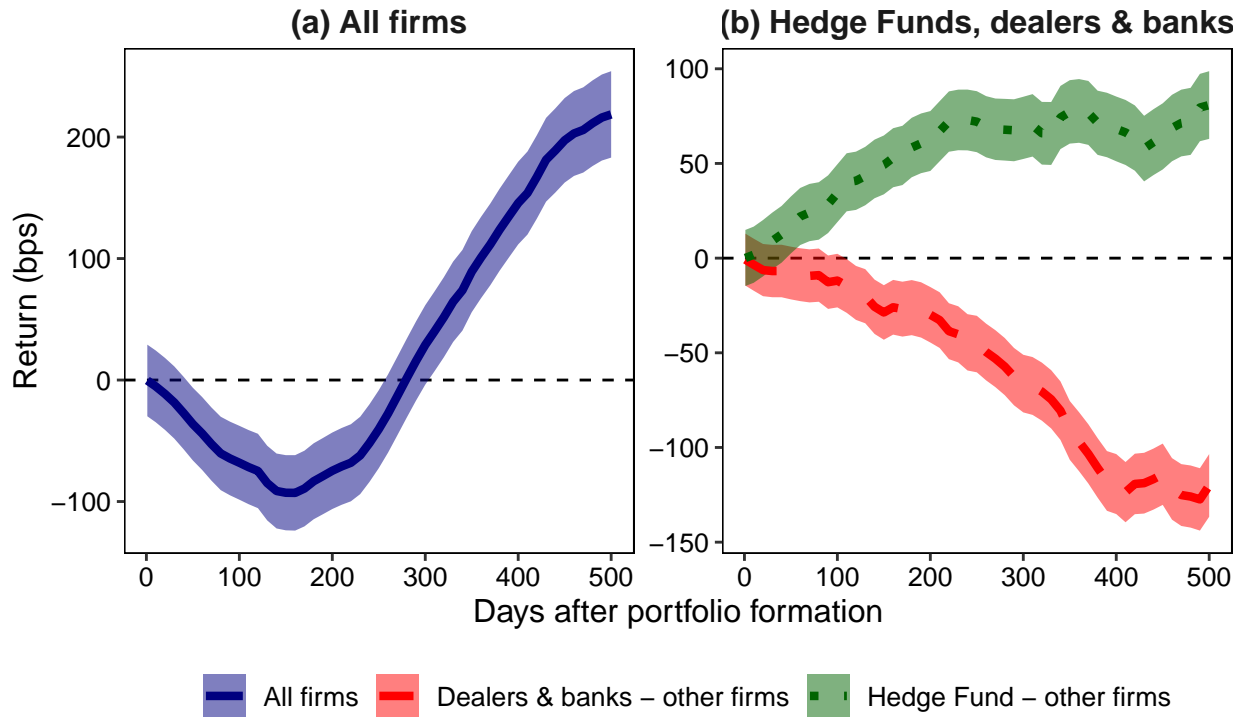 (a) All firms
(b) Hedge Funds, dealers & banks
Return (bps)
200
100
0
−100
0 100 200 300 400 500
100
50
0
−50
−100
−150
0 100 200 300 400 500
Days after portfolio formation
All firms Dealers & banks − other firms Hedge Fund − other firms